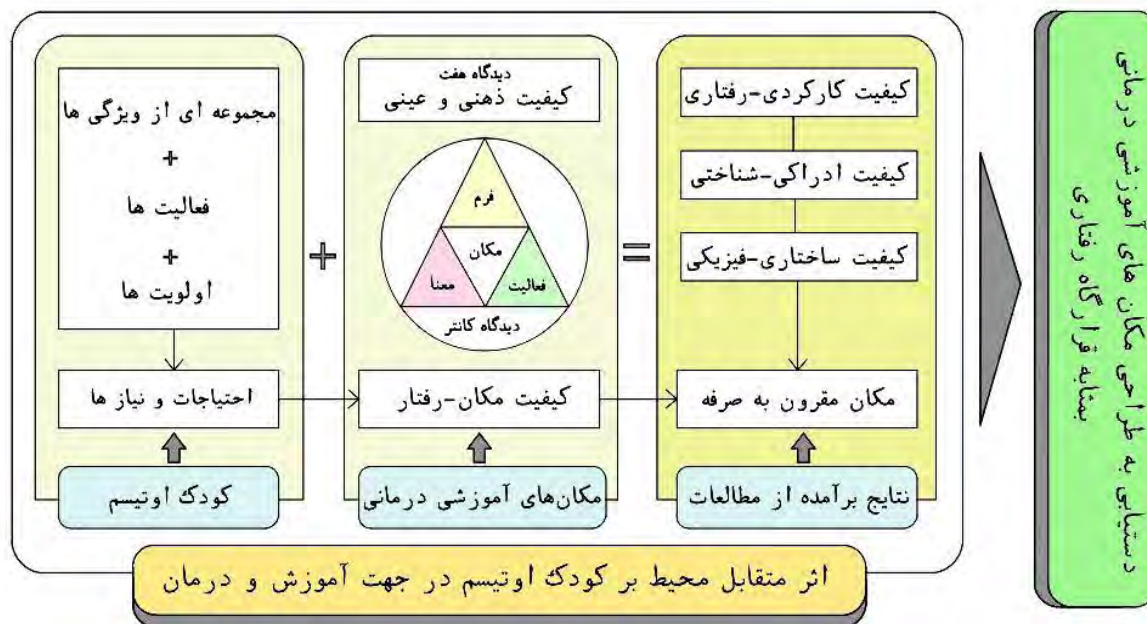 مجموعه ای از ویژگی ها
+
فعالیت ها
+
اولویت ها
احتیاجات و نیاز ها
کودک اوتیسم
+
دیدگاه هفت
کیفیت ذهنی و عینی
فرم
مکان
معنا
فعالیت
دیدگاه کانتر
کیفیت مکان-رفتار
مکان‌های آموزشی درمانی
=
کیفیت کارکردی-رفتاری
کیفیت ادراکی-شناختی
کیفیت ساختاری-فیزیکی
مکان مقرون به صرفه
نتایج برآمده از مطالعات
اثر متقابل محیط بر کودک اوتیسم در جهت آموزش و درمان
دستیابی به طراحی مکان های آموزشی درمانی
بمثابه قرارگاه رفتاری